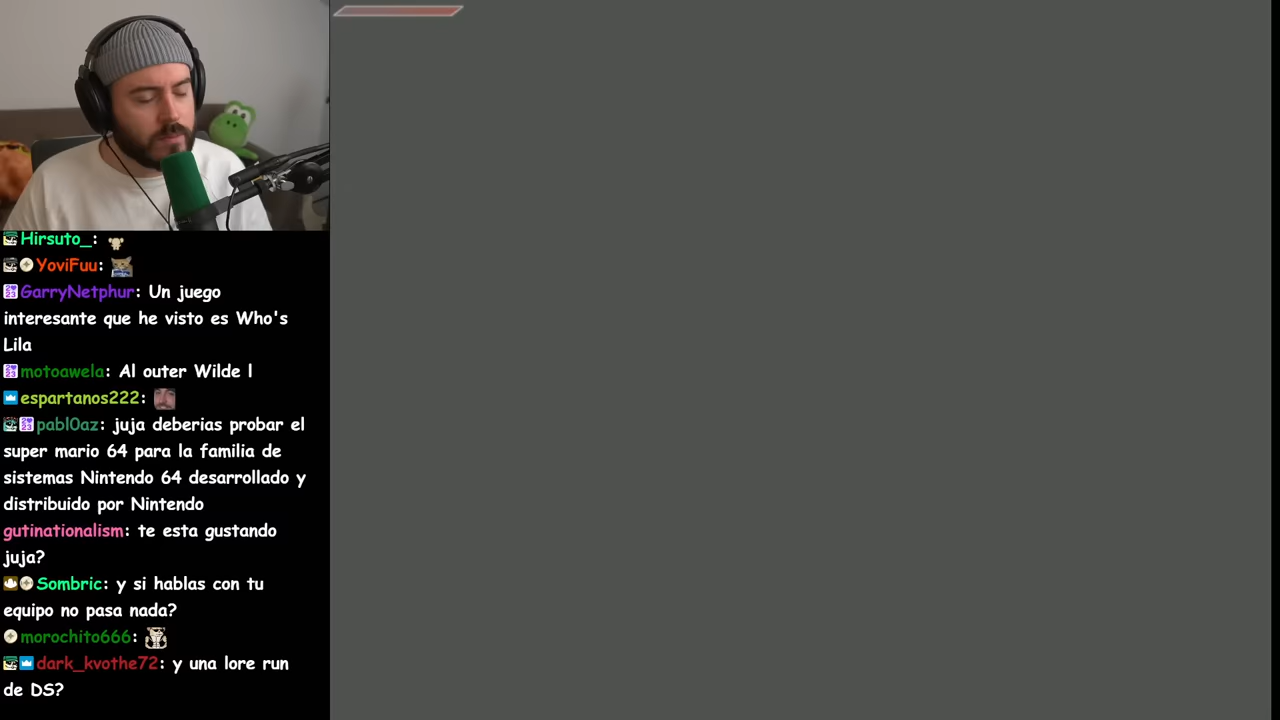 Hirsuto_:
YoviFuu:
GarryNetphur: Un juego
interesante que he visto es Who's
Lila
motoawela: Al outer Wilde l
espartanos222:
pabl0az: juja deberias probar el
super mario 64 para la familia de
sistemas Nintendo 64 desarrollado y
distribuido por Nintendo
gutinationalism: te esta gustando
juja?
Sombric: y si hablas con tu
equipo no pasa nada?
morochito666:
dark_kvothe72: y una lore run
de DS?